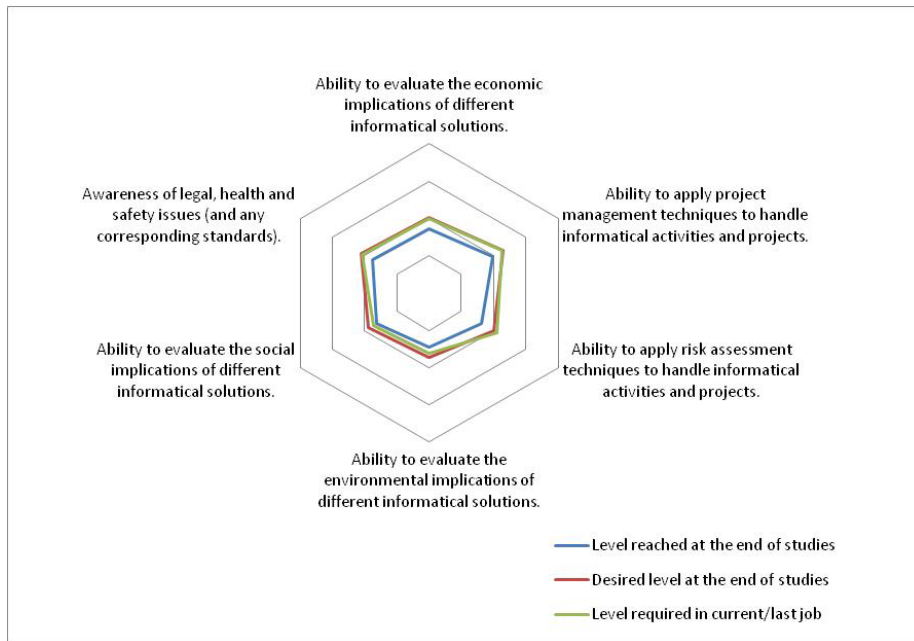 Ability to evaluate the economic
implications of different
informatical solutions.
Ability to apply project
management techniques to handle
informatical activities and projects.
Ability to apply risk assessment
techniques to handle informatical
activities and projects.
Ability to evaluate the
environmental implications of
different informatical solutions.
Ability to evaluate the social
implications of different
informatical solutions.
Awareness of legal, health and
safety issues (and any
corresponding standards).
Level reached at the end of studies
Desired level at the end of studies
Level required in current/last job